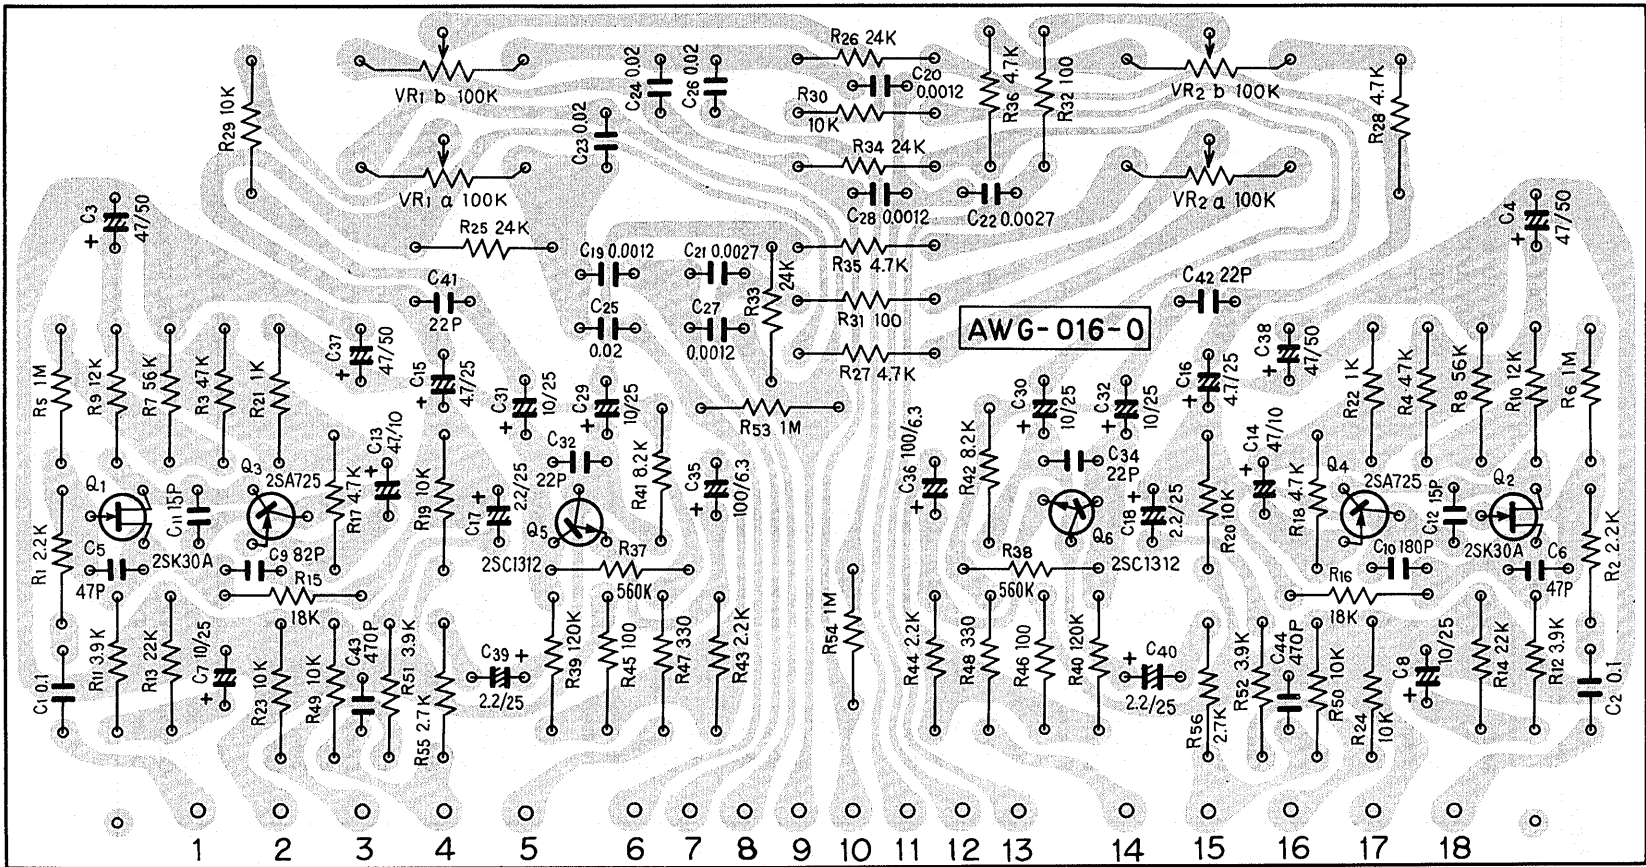 R26 24K
C20
0.0012
R36 4.7K
R32 100
VR1 b 100K
C24 0.02
C26 0.02
R30
10K
VR2 b 100K
R28 4.7K
R29 10K
C23 0.02
R34 24K
VR1 a 100K
C28 0.0012
C22 0.0027
VR2 a 100K
C3
47/50
+
C4
47/50
+
R25 24K
C19 0.0012
C21 0.0027
R33
24K
R35 4.7K
C41
22P
C42 22P
C25
0.02
C27
0.0012
R31 100
AWG-016-0
R27 4.7K
C37
47/50
+
C38
47/50
+
R5 1M
R9 12K
R7 56K
R3 47K
R21 1K
C15
4.7/25
+
C31
10/25
+
C29
10/25
+
R53 1M
C30
10/25
+
C32
10/25
+
C16
4.7/25
+
R22 1K
R4 47K
R8 56K
R10 12K
R6 1M
Q1
2SK30A
C11 15P
Q3
2SA725
R17 4.7K
C13
47/10
+
R19 10K
C17
2.2/25
+
C32
22P
Q5
2SC1312
R41 8.2K
C35
100/6.3
+
C36 100/6.3
+
R42 8.2K
C34
22P
Q6
2SC1312
C18
2.2/25
+
R20 10K
C14
47/10
+
R18 4.7K
Q4
2SA725
C12 15P
Q2
2SK30A
R1 2.2K
C5
47P
C9 82P
R15
18K
R37
560K
R38
560K
C10 180P
R16
18K
C6
47P
R2 2.2K
C1 0.1
R11 3.9K
R13 22K
C7 10/25
+
R23 10K
R49 10K
C43
470P
R51 3.9K
R55 2.7K
C39
2.2/25
+
R39 120K
R45 100
R47 330
R43 2.2K
R54 1M
R44 2.2K
R48 330
R46 100
R40 120K
C40
2.2/25
+
R56
2.7K
R52 3.9K
C44
470P
R50 10K
R24
10K
C8
10/25
+
R14 22K
R12 3.9K
C2 0.1
1 2 3 4 5 6 7 8 9 10 11 12 13 14 15 16 17 18